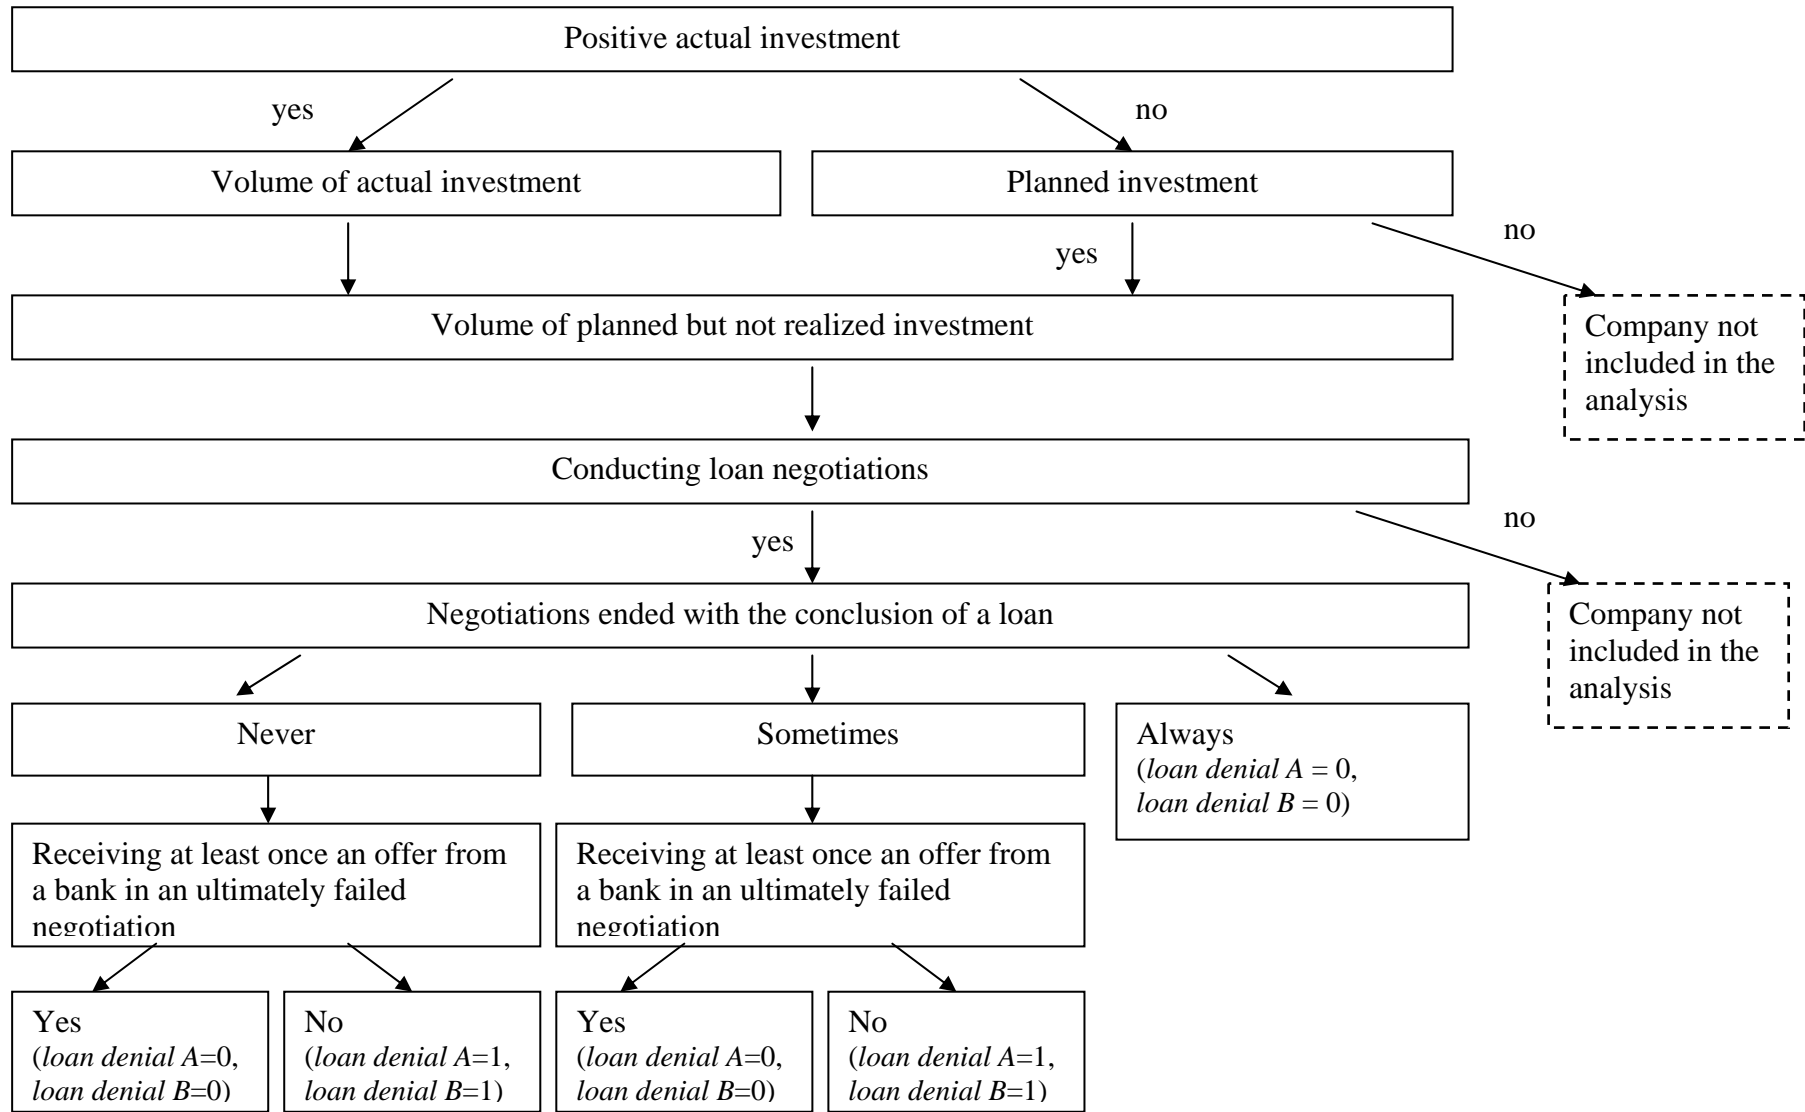 Positive actual investment
yes
no
Volume of actual investment
Planned investment
yes
no
Volume of planned but not realized investment
Company not
included in the
analysis
Conducting loan negotiations
yes
no
Negotiations ended with the conclusion of a loan
Company not
included in the
analysis
Never
Sometimes
Always
(loan denial A = 0,
loan denial B = 0)
Receiving at least once an offer from
a bank in an ultimately failed
negotiation
Receiving at least once an offer from
a bank in an ultimately failed
negotiation
Yes
(loan denial A=0,
loan denial B=0)
No
(loan denial A=1,
loan denial B=1)
Yes
(loan denial A=0,
loan denial B=0)
No
(loan denial A=1,
loan denial B=1)